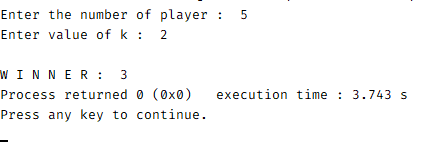 Enter the number of player :  5
Enter value of k :  2
W I N N E R :  3
Process returned 0 (0x0)   execution time : 3.743 s
Press any key to continue.